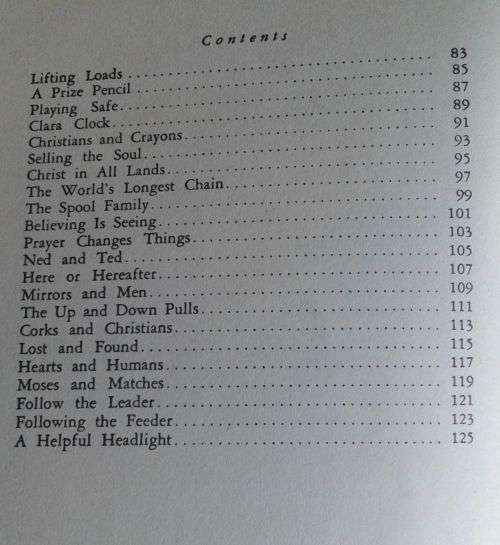 Contents
Lifting Loads . . . . . . . . . . . . . . . . . . . . . . . . . . . . . . . . . . . 83
A Prize Pencil . . . . . . . . . . . . . . . . . . . . . . . . . . . . . . . . . . . 85
Playing Safe. . . . . . . . . . . . . . . . . . . . . . . . . . . . . . . . . . . 87
Clara Clock. . . . . . . . . . . . . . . . . . . . . . . . . . . . . . . . . . . 89
Christians and Crayons. . . . . . . . . . . . . . . . . . . . . . . . . . . . . 91
Selling the Soul. . . . . . . . . . . . . . . . . . . . . . . . . . . . . . . . . 93
Christ in All Lands. . . . . . . . . . . . . . . . . . . . . . . . . . . . . . . 95
The World's Longest Chain. . . . . . . . . . . . . . . . . . . . . . . . . 97
The Spool Family. . . . . . . . . . . . . . . . . . . . . . . . . . . . . . . . 99
Believing Is Seeing. . . . . . . . . . . . . . . . . . . . . . . . . . . . . . . 101
Prayer Changes Things. . . . . . . . . . . . . . . . . . . . . . . . . . . . 103
Ned and Ted. . . . . . . . . . . . . . . . . . . . . . . . . . . . . . . . . . . 105
Here or Hereafter. . . . . . . . . . . . . . . . . . . . . . . . . . . . . . . 107
Mirrors and Men. . . . . . . . . . . . . . . . . . . . . . . . . . . . . . . . 109
The Up and Down Pulls. . . . . . . . . . . . . . . . . . . . . . . . . . . 111
Corks and Christians. . . . . . . . . . . . . . . . . . . . . . . . . . . . . 113
Lost and Found. . . . . . . . . . . . . . . . . . . . . . . . . . . . . . . . . 115
Hearts and Humans. . . . . . . . . . . . . . . . . . . . . . . . . . . . . . 117
Moses and Matches. . . . . . . . . . . . . . . . . . . . . . . . . . . . . . 119
Follow the Leader. . . . . . . . . . . . . . . . . . . . . . . . . . . . . . . 121
Following the Feeder. . . . . . . . . . . . . . . . . . . . . . . . . . . . . 123
A Helpful Headlight. . . . . . . . . . . . . . . . . . . . . . . . . . . . . 125